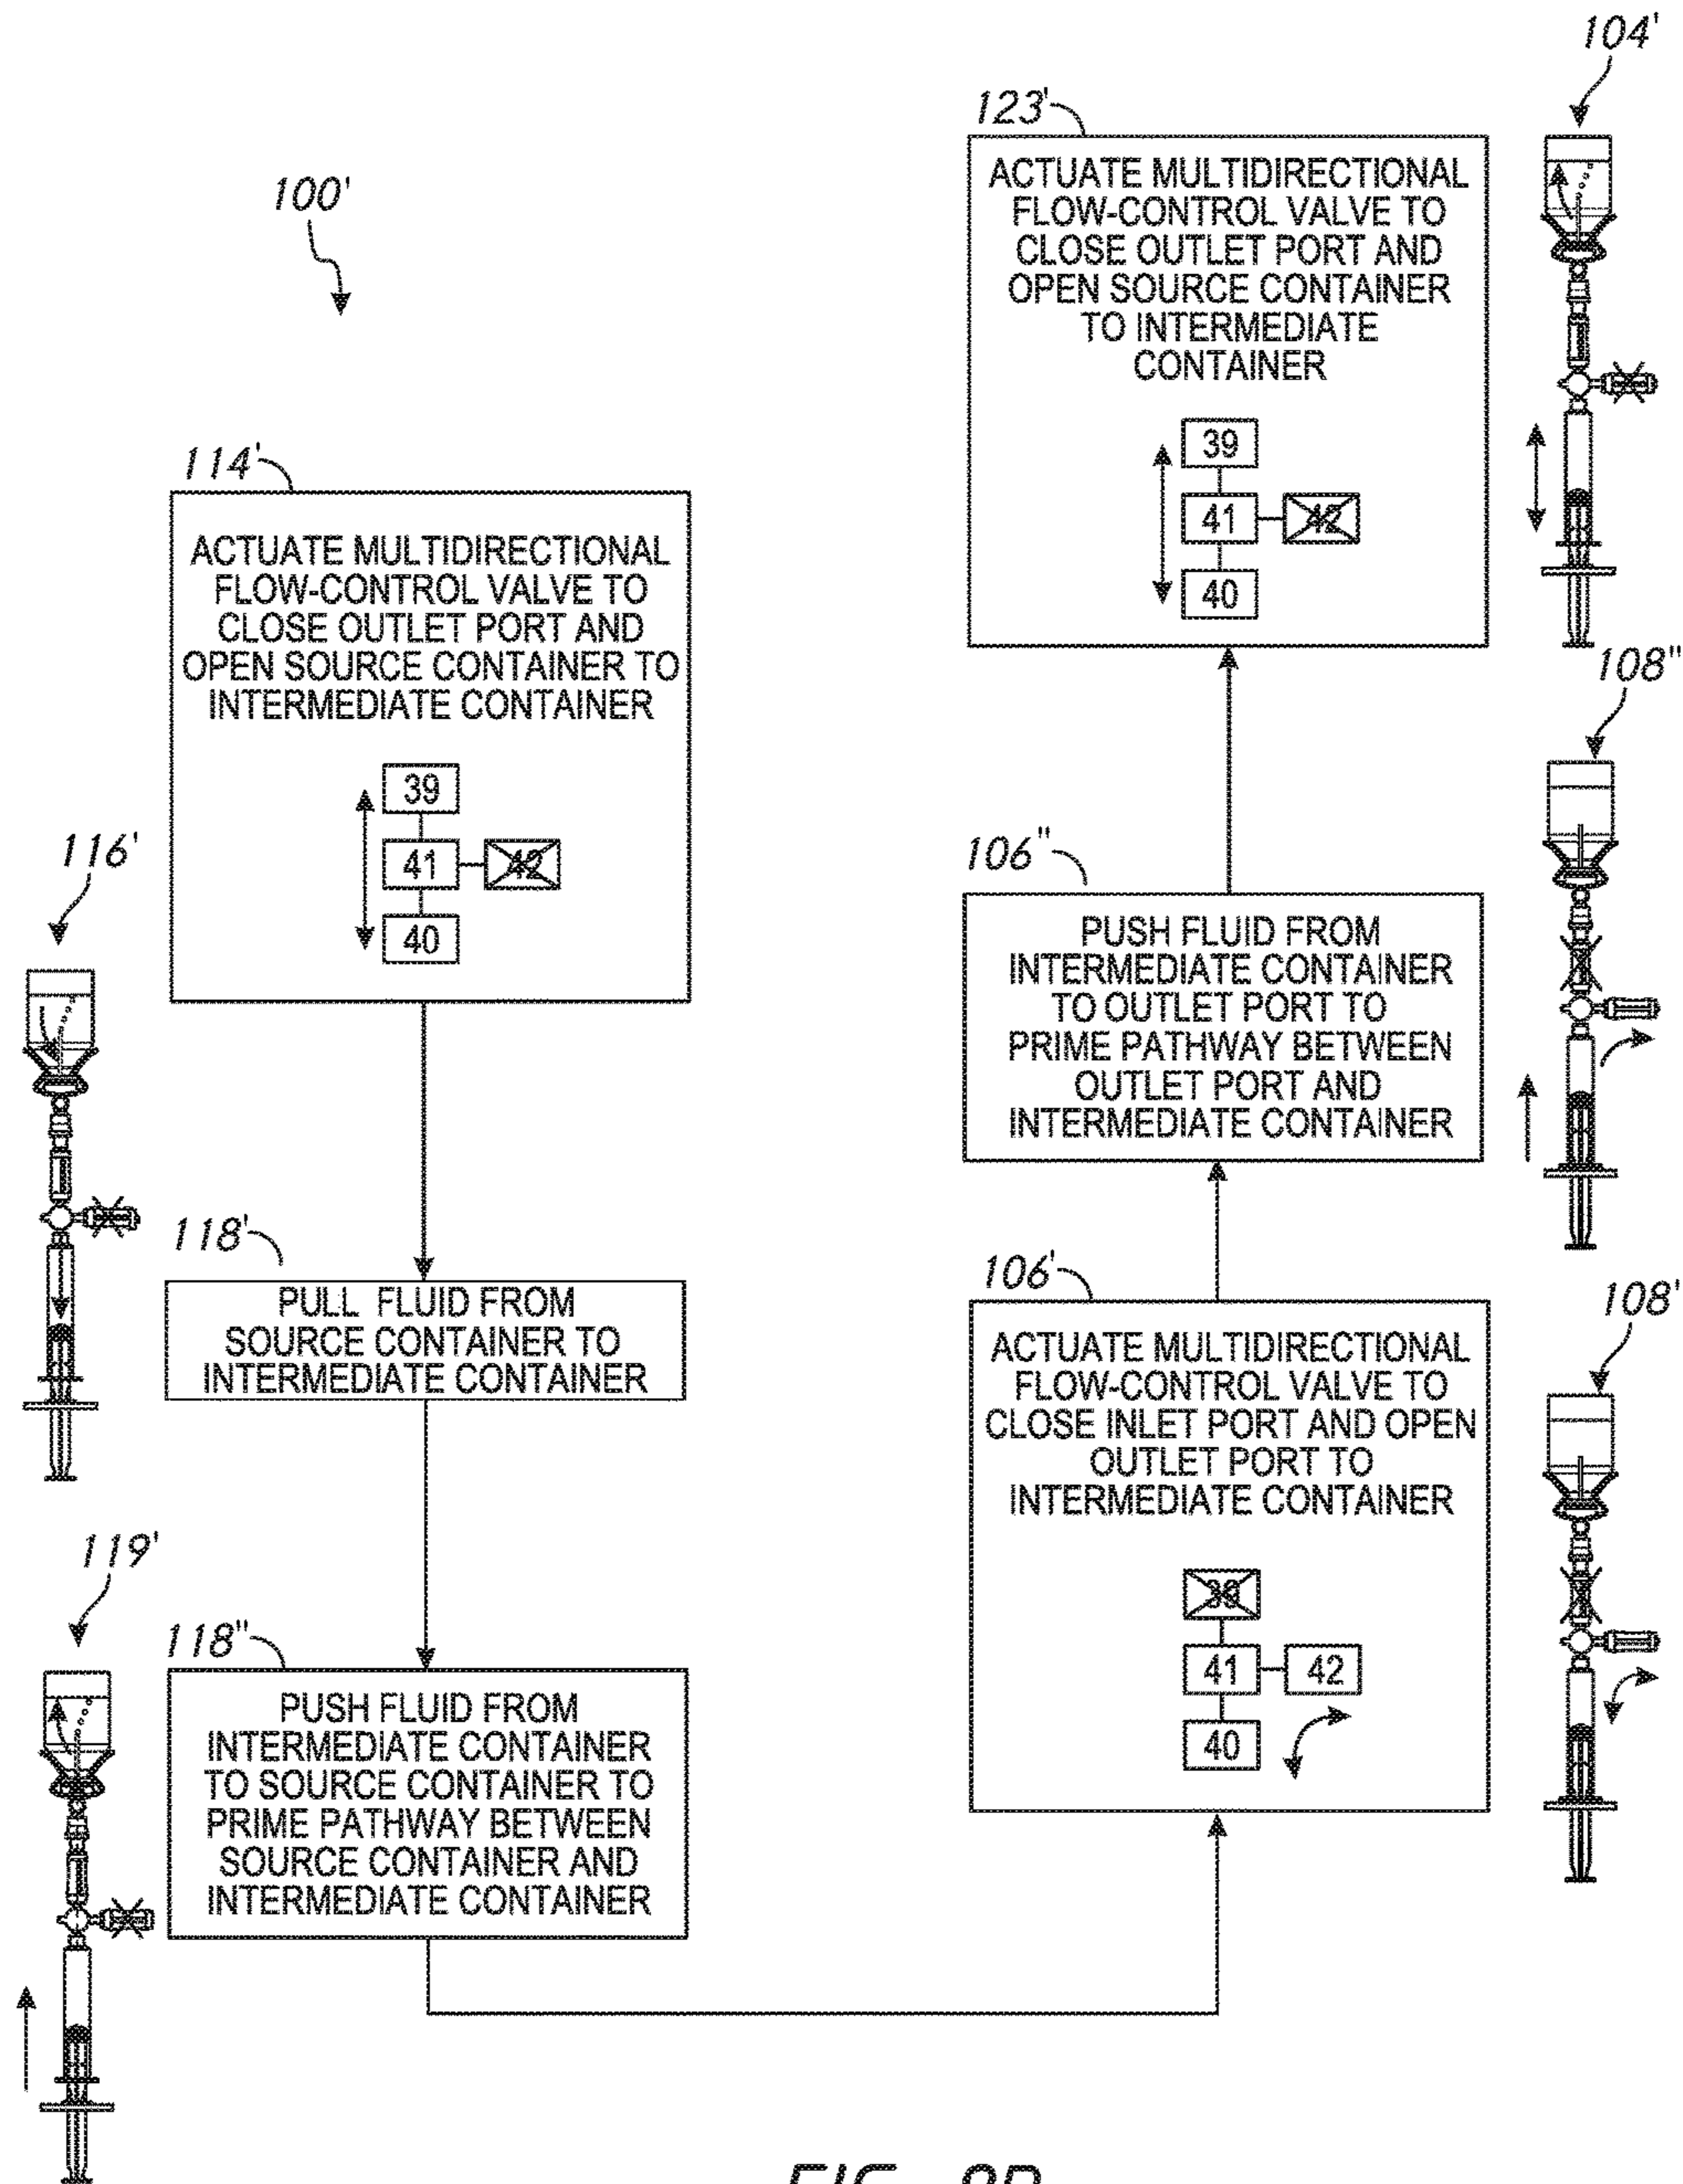 100'
114'
ACTUATE MULTIDIRECTIONAL
FLOW-CONTROL VALVE TO
CLOSE OUTLET PORT AND
OPEN SOURCE CONTAINER TO
INTERMEDIATE CONTAINER
39
41 42
40
116'
118'
PULL FLUID FROM
SOURCE CONTAINER TO
INTERMEDIATE CONTAINER
119'
118"
PUSH FLUID FROM
INTERMEDIATE CONTAINER
TO SOURCE CONTAINER TO
PRIME PATHWAY BETWEEN
SOURCE CONTAINER AND
INTERMEDIATE CONTAINER
104'
123'
ACTUATE MULTIDIRECTIONAL
FLOW-CONTROL VALVE TO
CLOSE OUTLET PORT AND
OPEN SOURCE CONTAINER
TO INTERMEDIATE
CONTAINER
39
41 42
40
108"
106"
PUSH FLUID FROM
INTERMEDIATE CONTAINER
TO OUTLET PORT TO
PRIME PATHWAY BETWEEN
OUTLET PORT AND
INTERMEDIATE CONTAINER
106'
108'
ACTUATE MULTIDIRECTIONAL
FLOW-CONTROL VALVE TO
CLOSE INLET PORT AND OPEN
OUTLET PORT TO
INTERMEDIATE CONTAINER
39
41 42
40